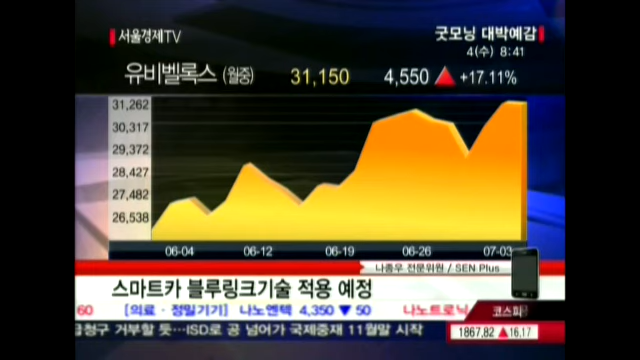 서울경제TV
굿모닝 대박예감
4(수) 8:41
유비벨록스 (월중) 31,150 4,550 ▲ +17.11%
31,262
30,317
29,372
28,427
27,482
26,538
06-04 06-12 06-19 06-26 07-03
나종우 전문위원 / SEN Plus
스마트카 블루링크기술 적용 예정
60 [의료·정밀기기] 나노엔텍 4,350 ▼ 50 나노트로닉
코스피
급청구 거부할 듯…ISD로 공 넘어가 국제중재 11월말 시작
1867.82 ▲16.17